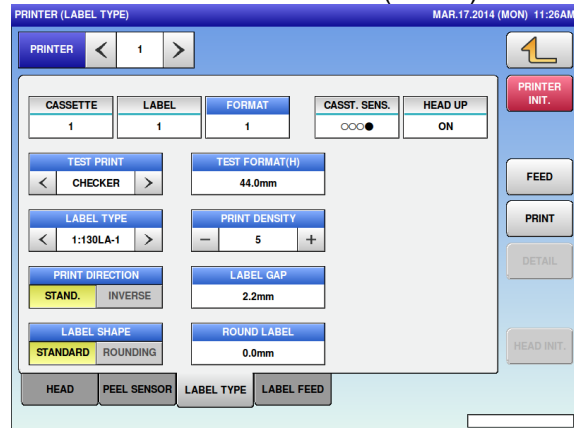 PRINTER (LABEL TYPE) MAR.17.2014 (MON) 11:26AM
PRINTER < 1 >
PRINTER INIT.
CASSETTE LABEL FORMAT CASST. SENS. HEAD UP
1 1 1 ○○○● ON
TEST PRINT TEST FORMAT(H)
< CHECKER > 44.0mm
FEED
LABEL TYPE PRINT DENSITY
< 1:130LA-1 > − 5 +
PRINT
PRINT DIRECTION LABEL GAP
STAND. INVERSE 2.2mm
DETAIL
LABEL SHAPE ROUND LABEL
STANDARD ROUNDING 0.0mm
HEAD INIT.
HEAD PEEL SENSOR LABEL TYPE LABEL FEED